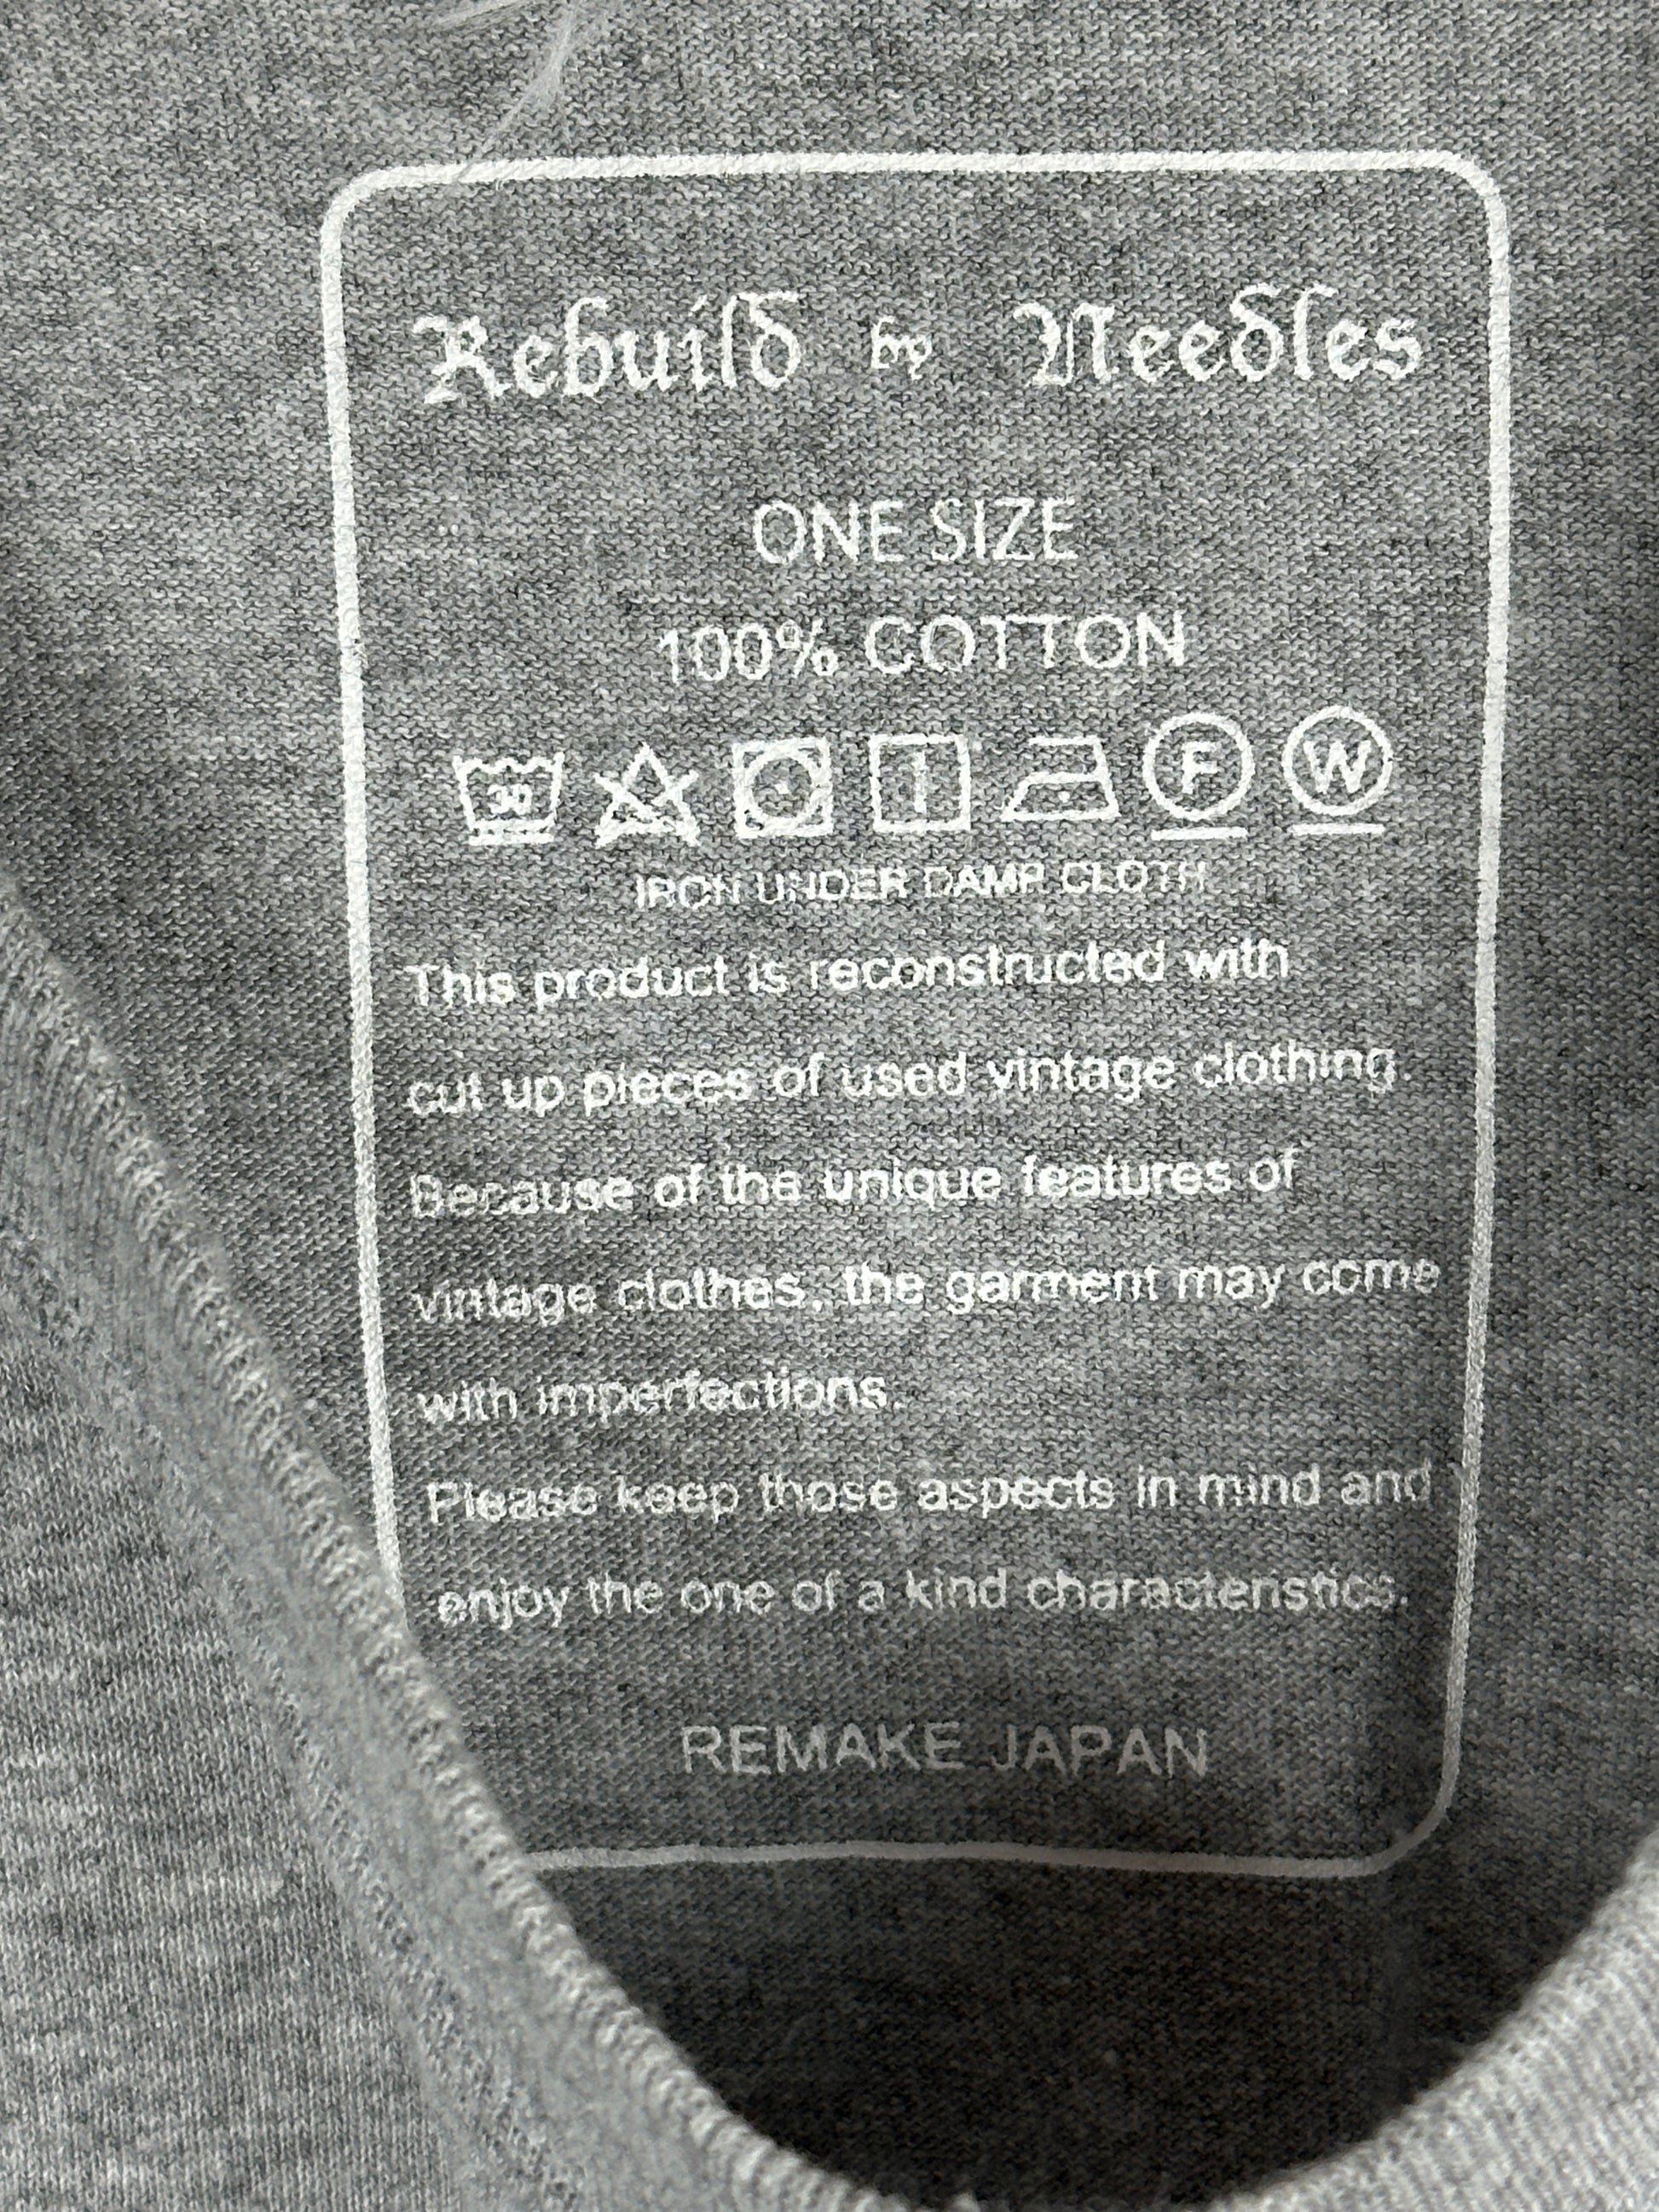 Rebuild by Needles
ONE SIZE
100% COTTON
30 F W
IRON UNDER DAMP CLOTH
This product is reconstructed with
cut up pieces of used vintage clothing.
Because of the unique features of
vintage clothes, the garment may come
with imperfections.
Please keep those aspects in mind and
enjoy the one of a kind characteristics.
REMAKE JAPAN